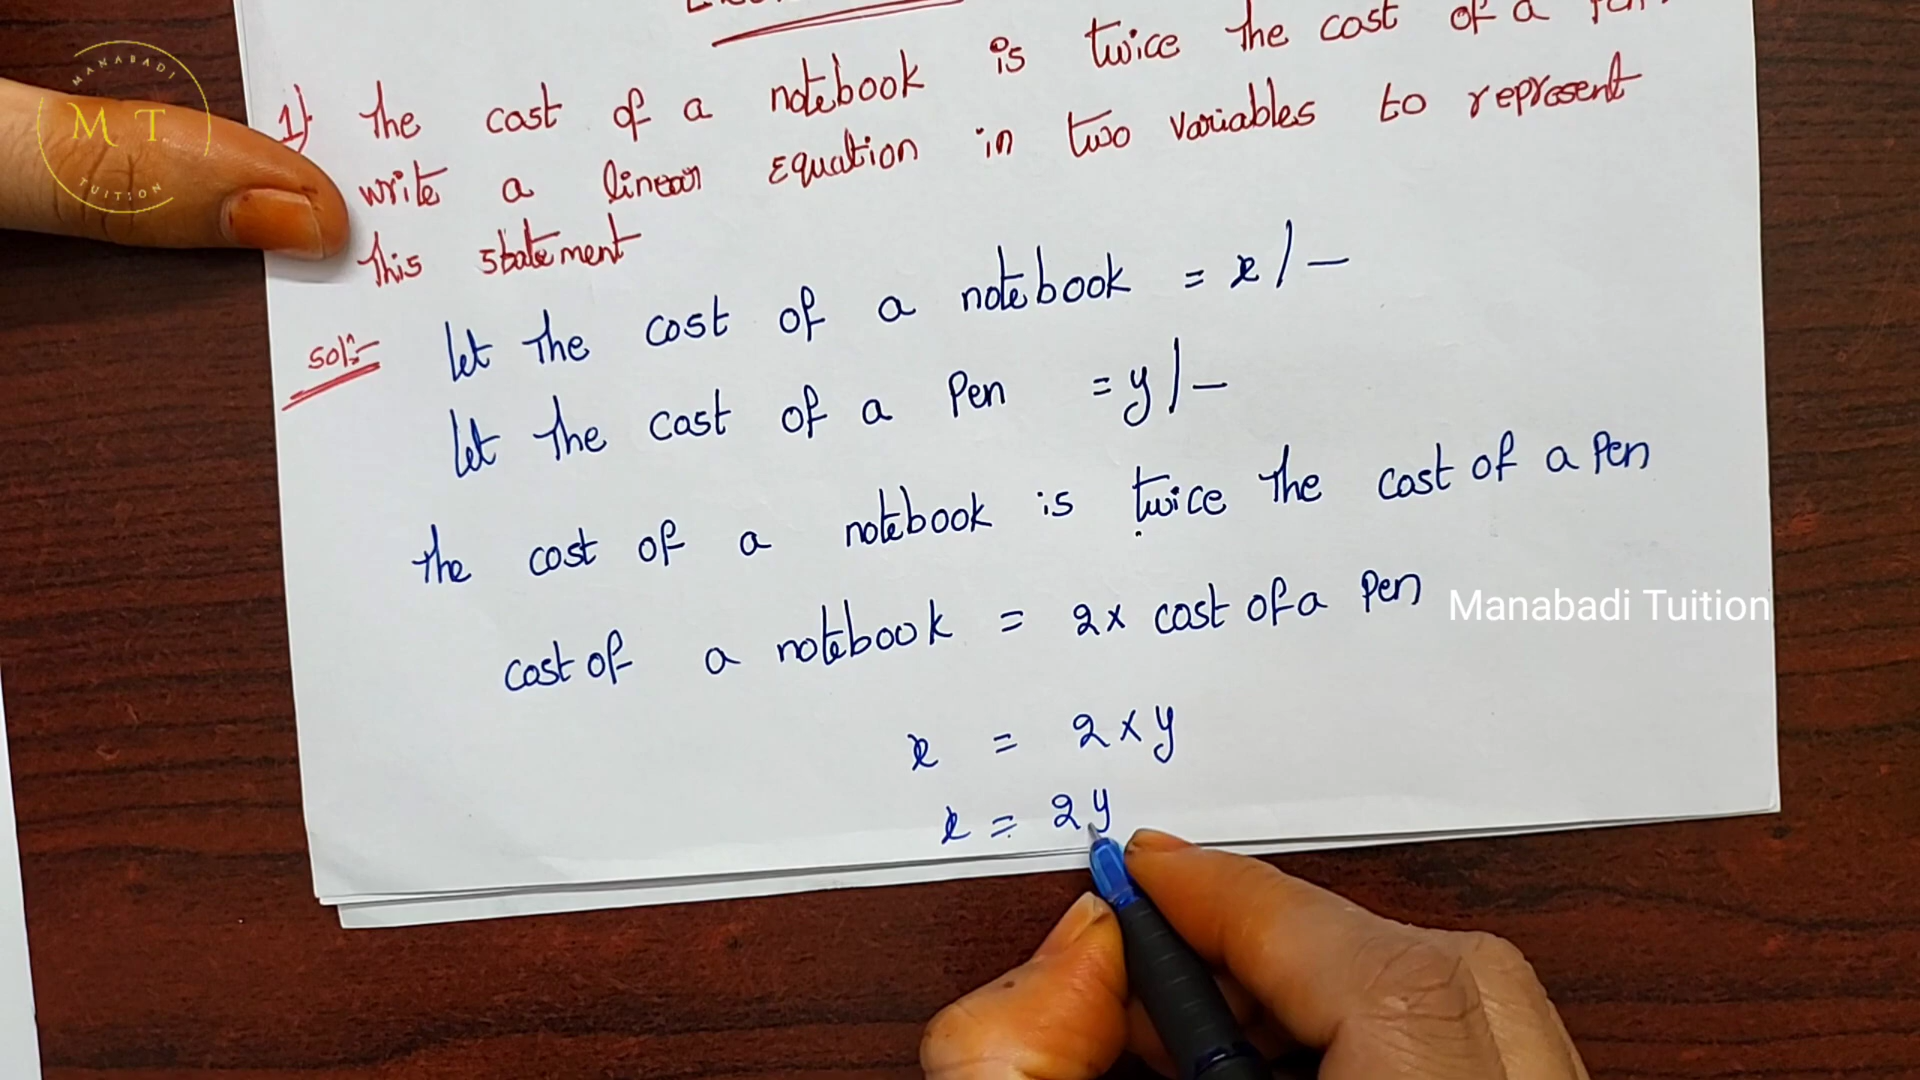 1) The cost of a notebook is twice the cost of a pen.
write a linear Equation in two variables to represent
this statement
Sol:-
let the cost of a notebook = x/-
let the cost of a Pen = y/-
the cost of a notebook is twice the cost of a Pen
cost of a notebook = 2x cost of a Pen
x = 2 x y
x = 2y
MANABADI
M T
TUITION
Manabadi Tuition